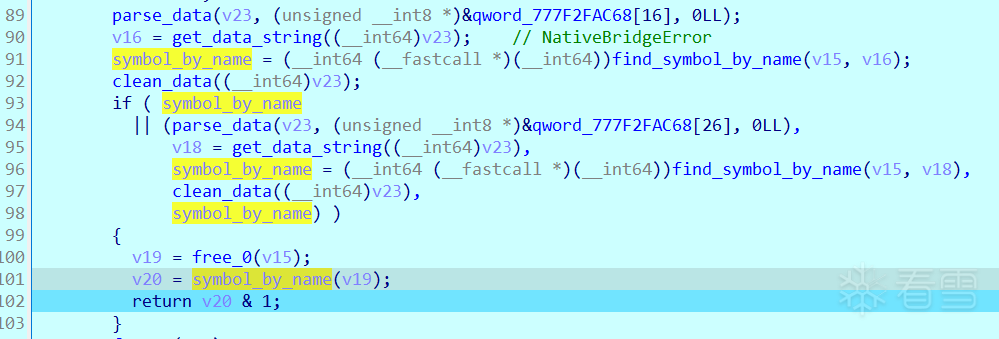 89 parse_data(v23, (unsigned __int8 *)&qword_777F2FAC68[16], 0LL);
90 v16 = get_data_string((__int64)v23);    // NativeBridgeError
91 symbol_by_name = (__int64 (__fastcall *)(__int64))find_symbol_by_name(v15, v16);
92 clean_data((__int64)v23);
93 if ( symbol_by_name
94 || (parse_data(v23, (unsigned __int8 *)&qword_777F2FAC68[26], 0LL),
95 v18 = get_data_string((__int64)v23),
96 symbol_by_name = (__int64 (__fastcall *)(__int64))find_symbol_by_name(v15, v18),
97 clean_data((__int64)v23),
98 symbol_by_name) )
99 {
100 v19 = free_0(v15);
101 v20 = symbol_by_name(v19);
102 return v20 & 1;
103 }
看雪